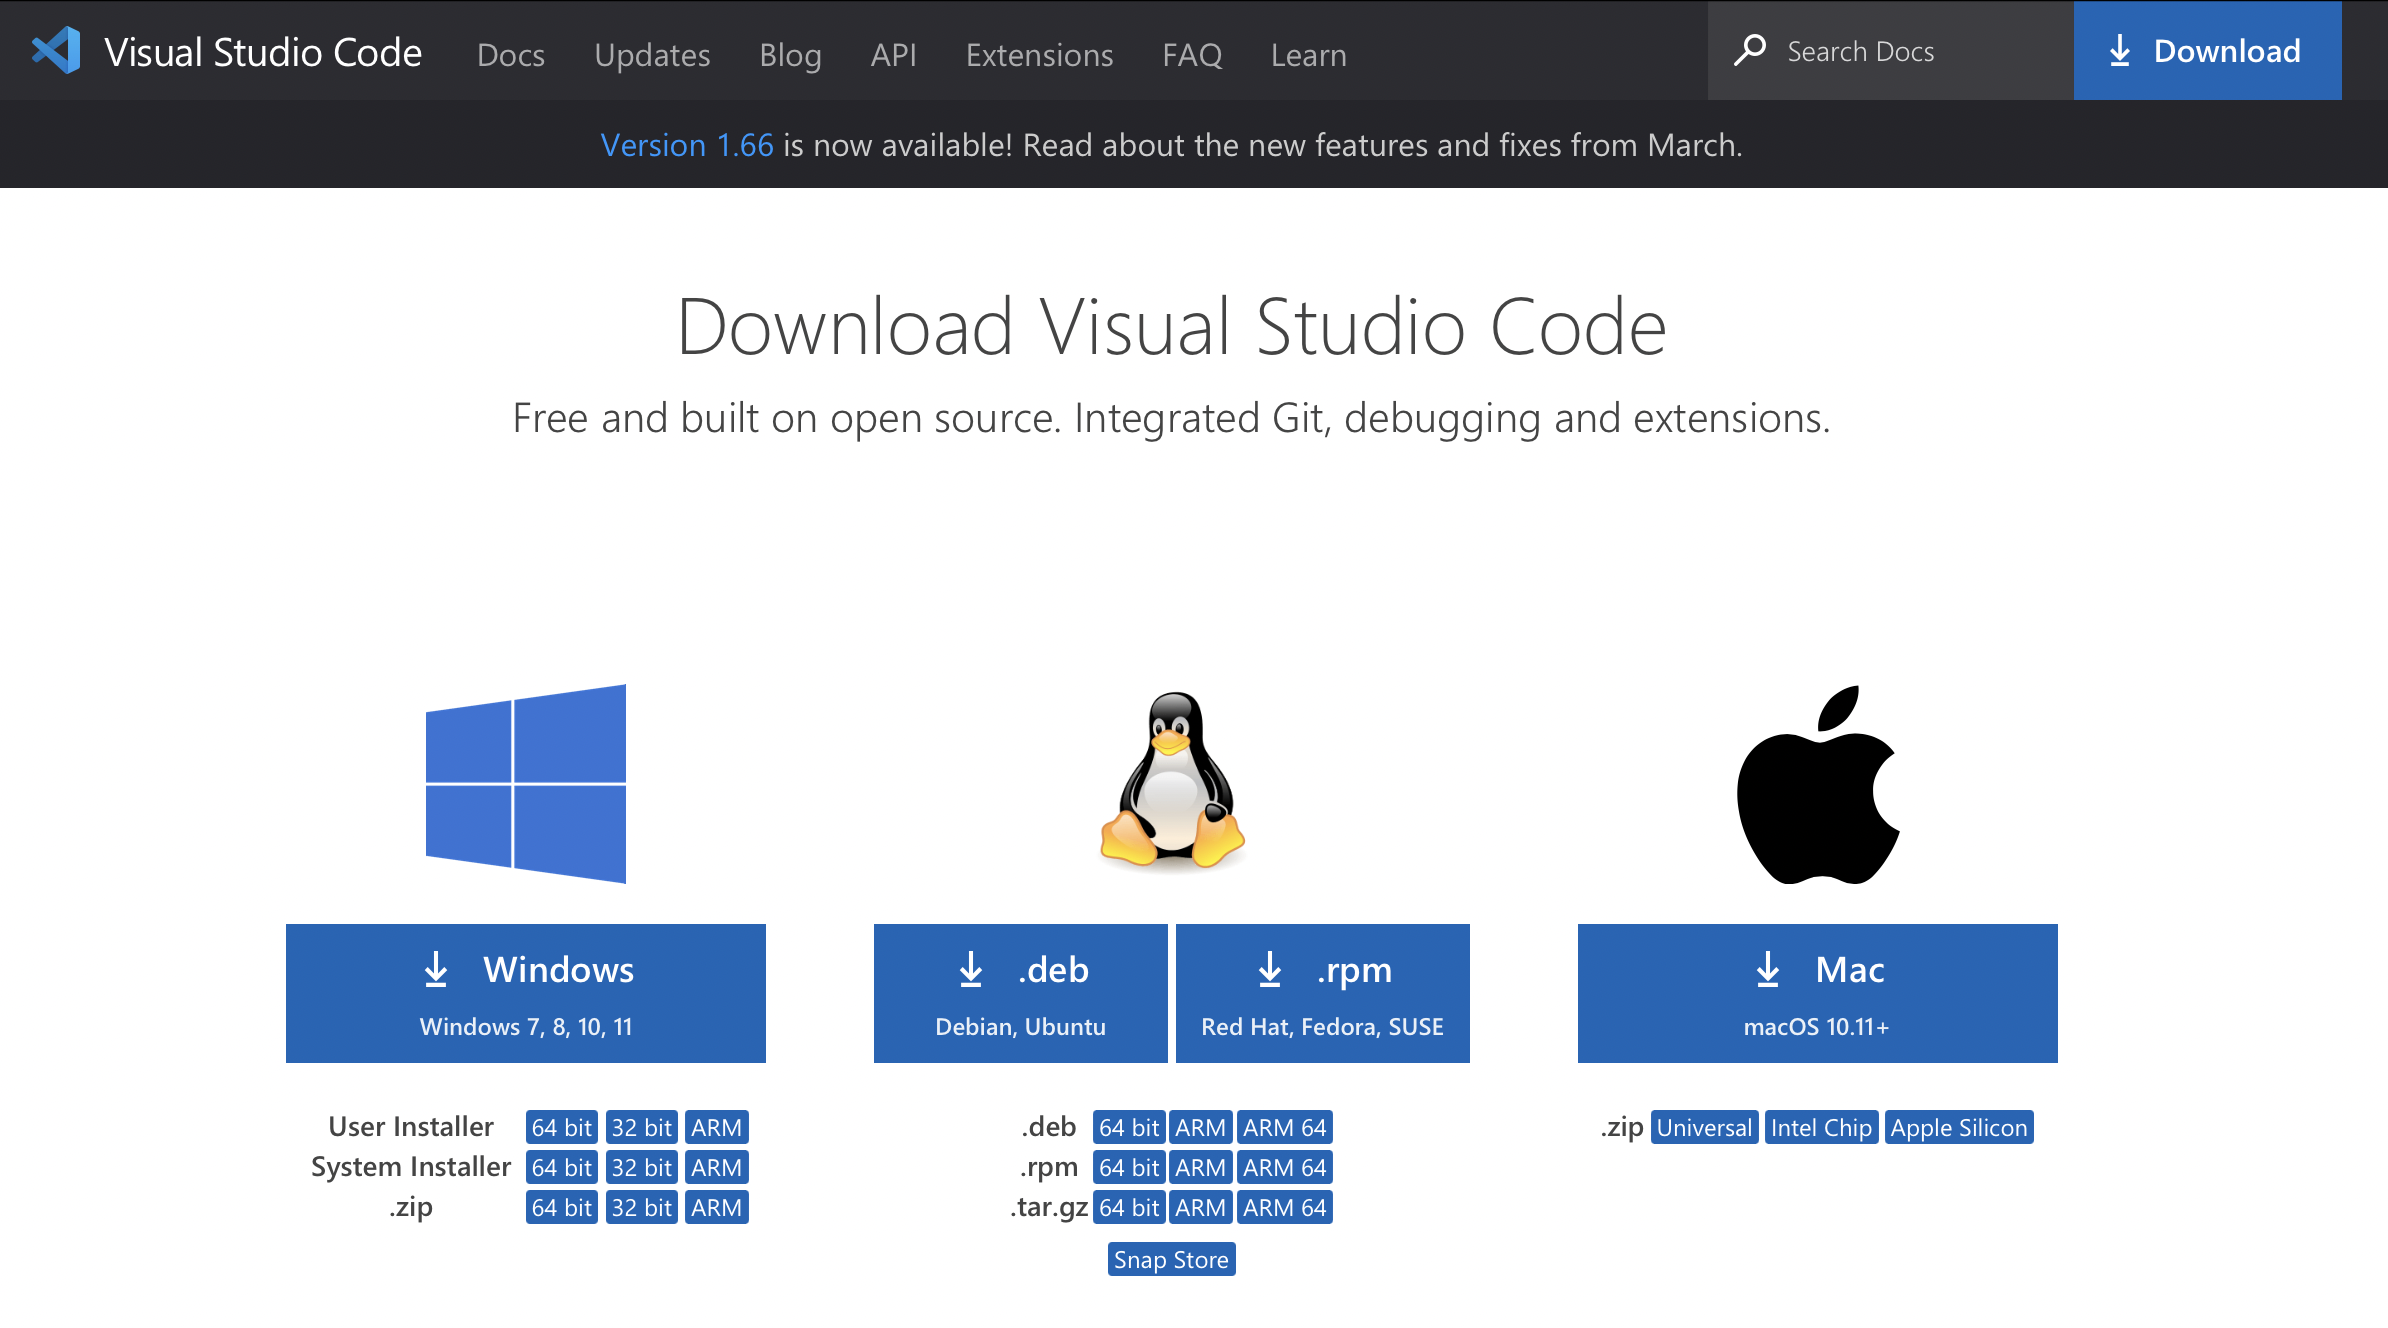 Visual Studio Code Docs Updates Blog API Extensions FAQ Learn Search Docs Download
Version 1.66 is now available! Read about the new features and fixes from March.
Download Visual Studio Code
Free and built on open source. Integrated Git, debugging and extensions.
Windows
Windows 7, 8, 10, 11
User Installer 64 bit 32 bit ARM
System Installer 64 bit 32 bit ARM
.zip 64 bit 32 bit ARM
.deb
Debian, Ubuntu
.rpm
Red Hat, Fedora, SUSE
.deb 64 bit ARM ARM 64
.rpm 64 bit ARM ARM 64
.tar.gz 64 bit ARM ARM 64
Snap Store
Mac
macOS 10.11+
.zip Universal Intel Chip Apple Silicon